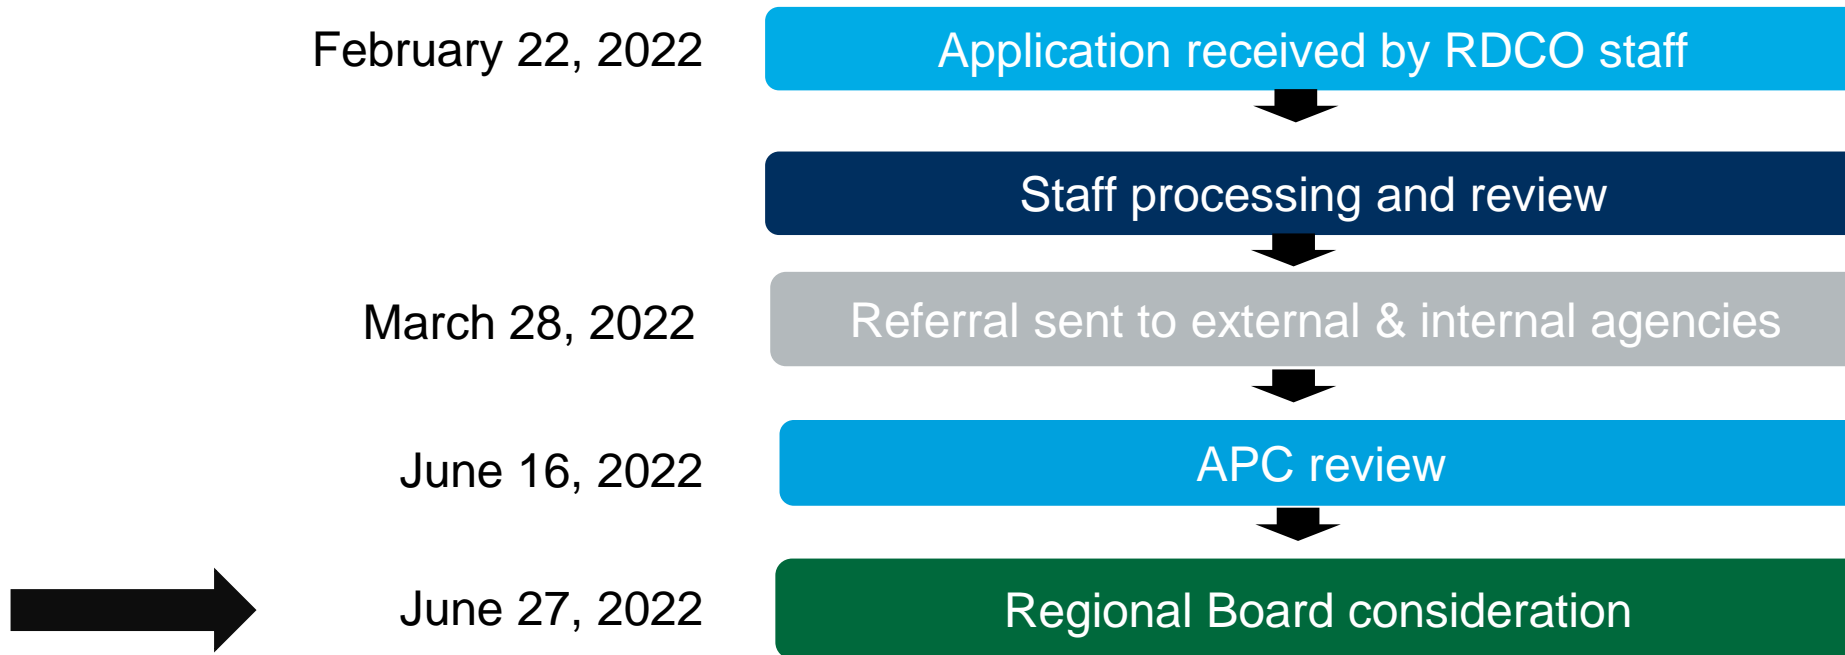 February 22, 2022
Application received by RDCO staff
Staff processing and review
March 28, 2022
Referral sent to external & internal agencies
June 16, 2022
APC review
June 27, 2022
Regional Board consideration